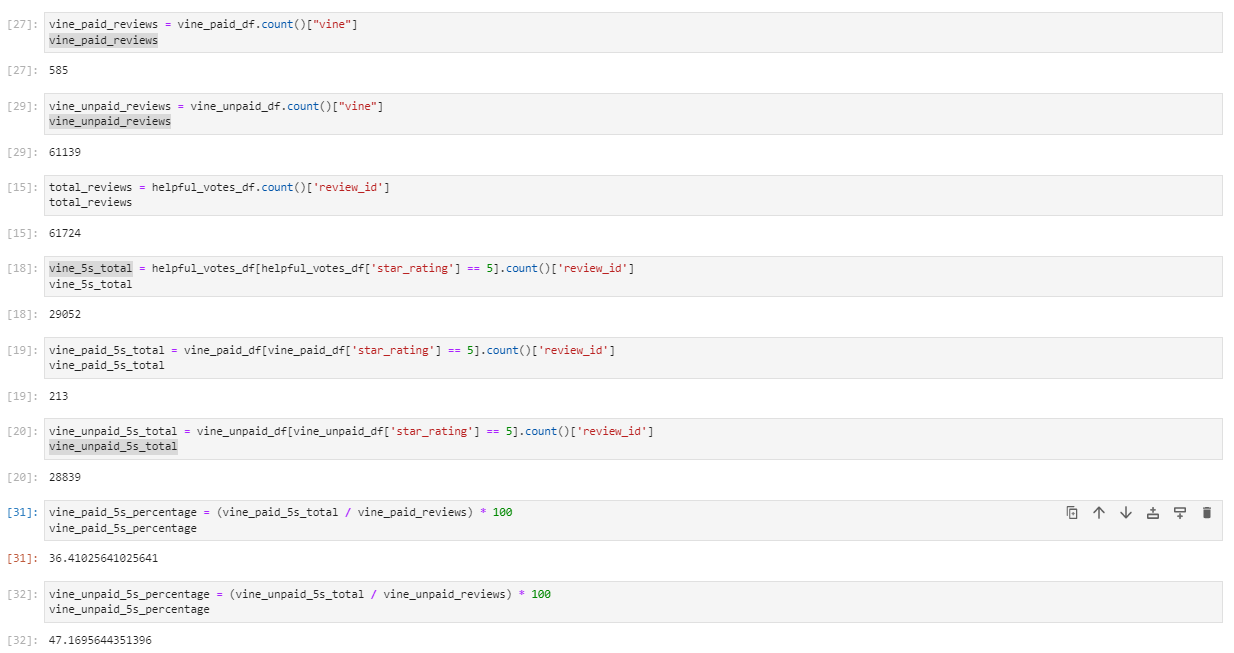 [27]: vine_paid_reviews = vine_paid_df.count()["vine"]
vine_paid_reviews
[27]: 585
[29]: vine_unpaid_reviews = vine_unpaid_df.count()["vine"]
vine_unpaid_reviews
[29]: 61139
[15]: total_reviews = helpful_votes_df.count()['review_id']
total_reviews
[15]: 61724
[18]: vine_5s_total = helpful_votes_df[helpful_votes_df['star_rating'] == 5].count()['review_id']
vine_5s_total
[18]: 29052
[19]: vine_paid_5s_total = vine_paid_df[vine_paid_df['star_rating'] == 5].count()['review_id']
vine_paid_5s_total
[19]: 213
[20]: vine_unpaid_5s_total = vine_unpaid_df[vine_unpaid_df['star_rating'] == 5].count()['review_id']
vine_unpaid_5s_total
[20]: 28839
[31]: vine_paid_5s_percentage = (vine_paid_5s_total / vine_paid_reviews) * 100
vine_paid_5s_percentage
[31]: 36.41025641025641
[32]: vine_unpaid_5s_percentage = (vine_unpaid_5s_total / vine_unpaid_reviews) * 100
vine_unpaid_5s_percentage
[32]: 47.1695644351396